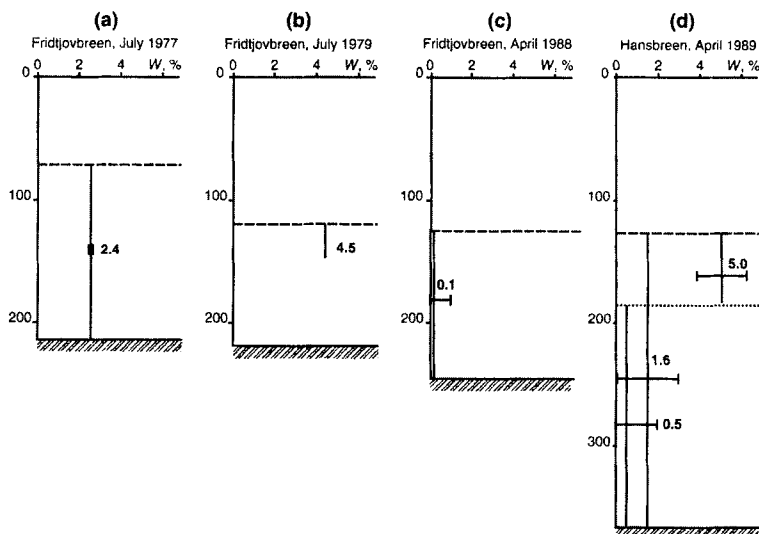 (a) (b) (c) (d)
Fridtjovbreen, July 1977 Fridtjovbreen, July 1979 Fridtjovbreen, April 1988 Hansbreen, April 1989
0 2 4 W, % 0 2 4 W, % 0 2 4 W, % 0 2 4 W, %
0 0 0 0
100 100 100 100
2.4 4.5 0.1 5.0
200 200 200 200
1.6
0.5
300